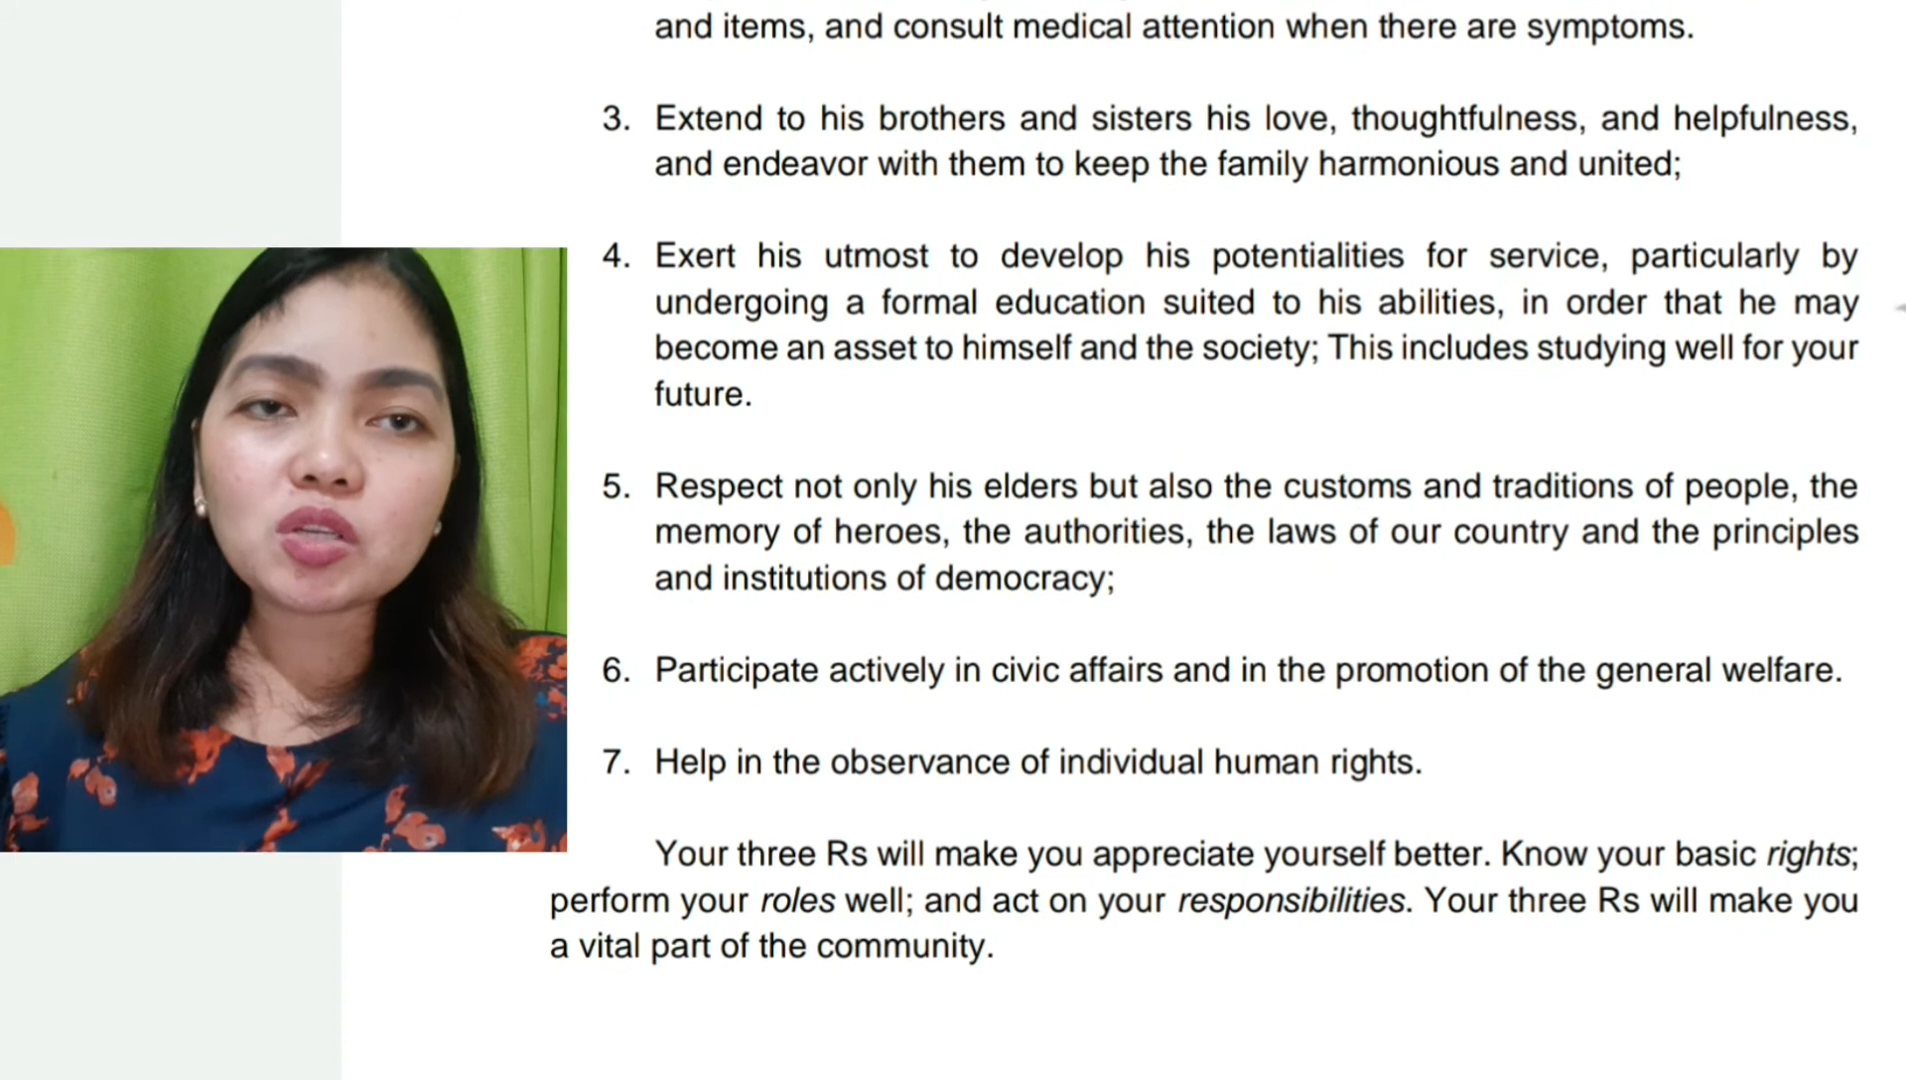 and items, and consult medical attention when there are symptoms.
3. Extend to his brothers and sisters his love, thoughtfulness, and helpfulness,
and endeavor with them to keep the family harmonious and united;
4. Exert his utmost to develop his potentialities for service, particularly by
undergoing a formal education suited to his abilities, in order that he may
become an asset to himself and the society; This includes studying well for your
future.
5. Respect not only his elders but also the customs and traditions of people, the
memory of heroes, the authorities, the laws of our country and the principles
and institutions of democracy;
6. Participate actively in civic affairs and in the promotion of the general welfare.
7. Help in the observance of individual human rights.
Your three Rs will make you appreciate yourself better. Know your basic rights;
perform your roles well; and act on your responsibilities. Your three Rs will make you
a vital part of the community.